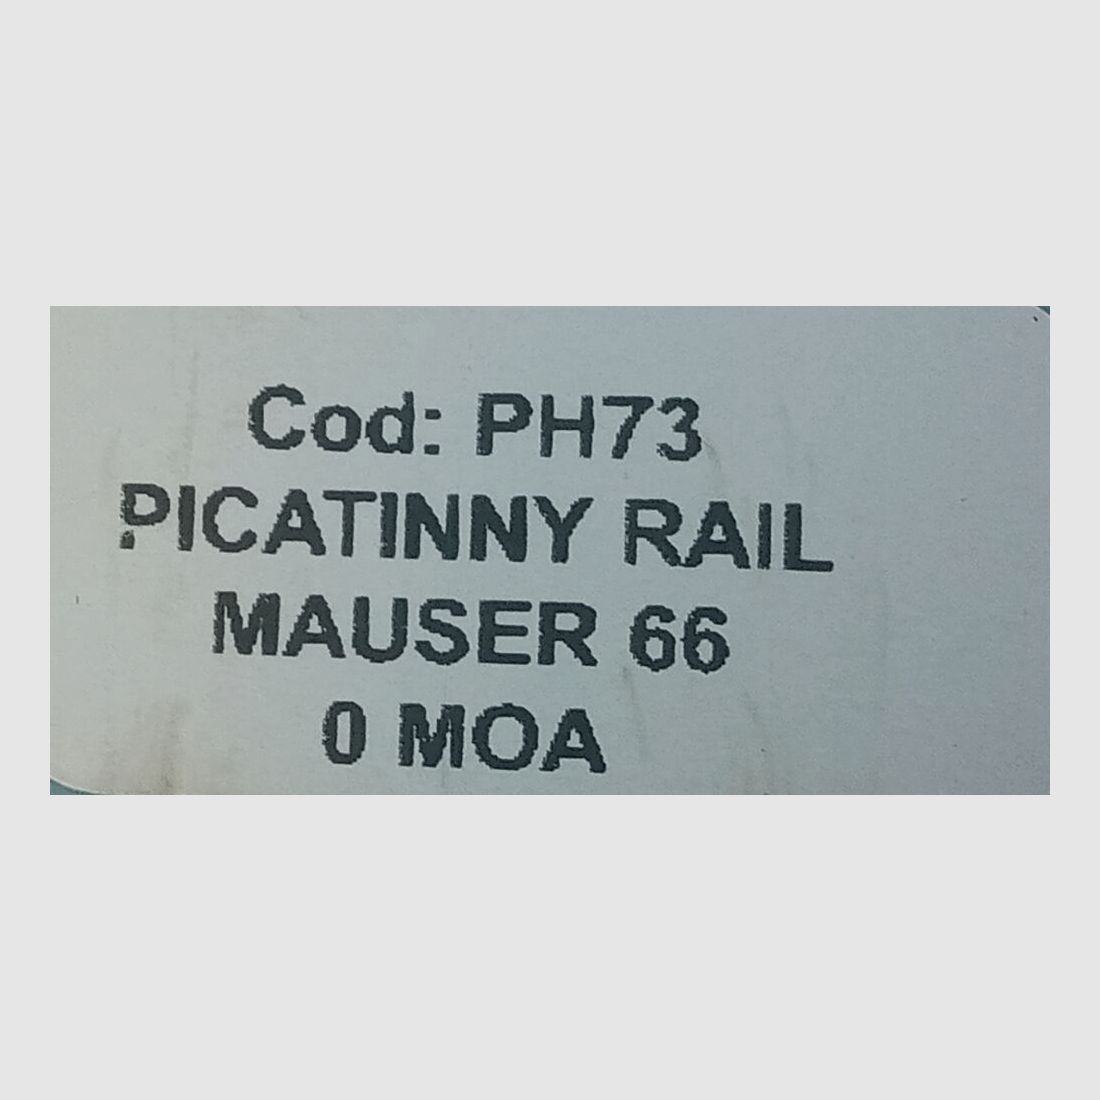 Cod: PH73
PICATINNY RAIL
MAUSER 66
0 MOA